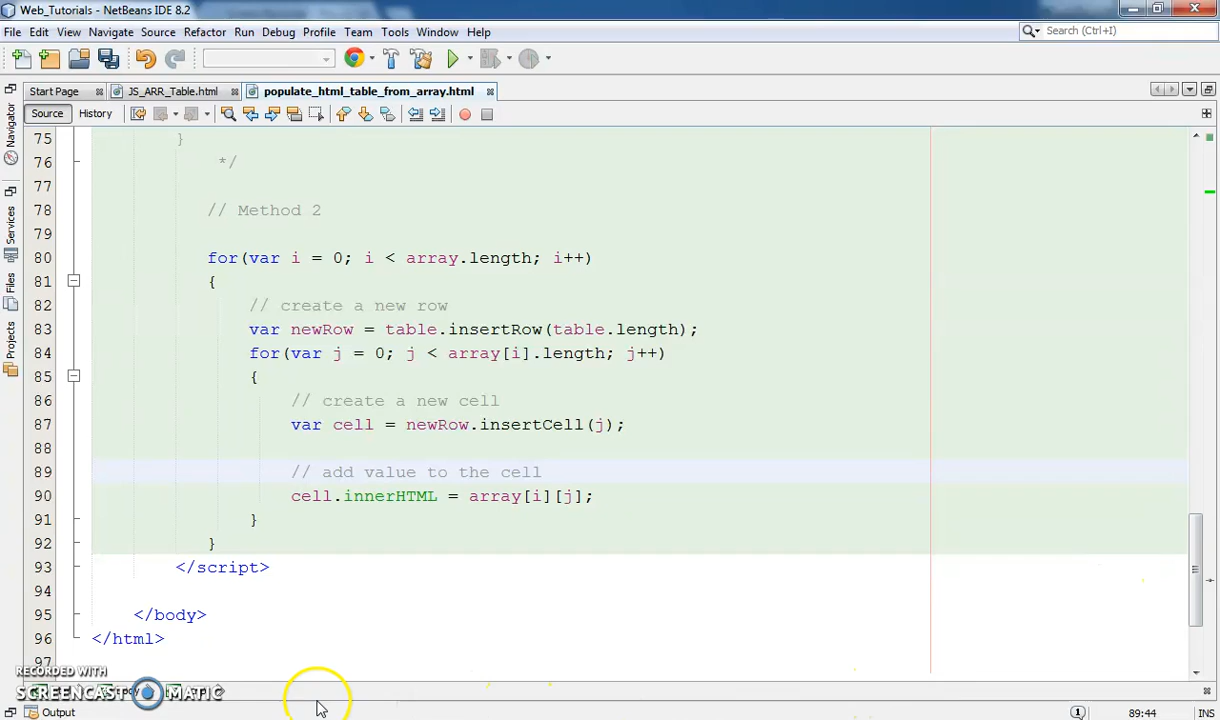 Web_Tutorials - NetBeans IDE 8.2
File Edit View Navigate Source Refactor Run Debug Profile Team Tools Window Help
Search (Ctrl+I)
Start Page JS_ARR_Table.html populate_html_table_from_array.html
Source History
Navigator
Services
Files
Projects
75 }
76 */
77
78 // Method 2
79
80 for(var i = 0; i < array.length; i++)
81 {
82 // create a new row
83 var newRow = table.insertRow(table.length);
84 for(var j = 0; j < array[i].length; j++)
85 {
86 // create a new cell
87 var cell = newRow.insertCell(j);
88
89 // add value to the cell
90 cell.innerHTML = array[i][j];
91 }
92 }
93 </script>
94
95 </body>
96 </html>
97
RECORDED WITH
SCREENCAST MATIC
Output
1
89:44
INS